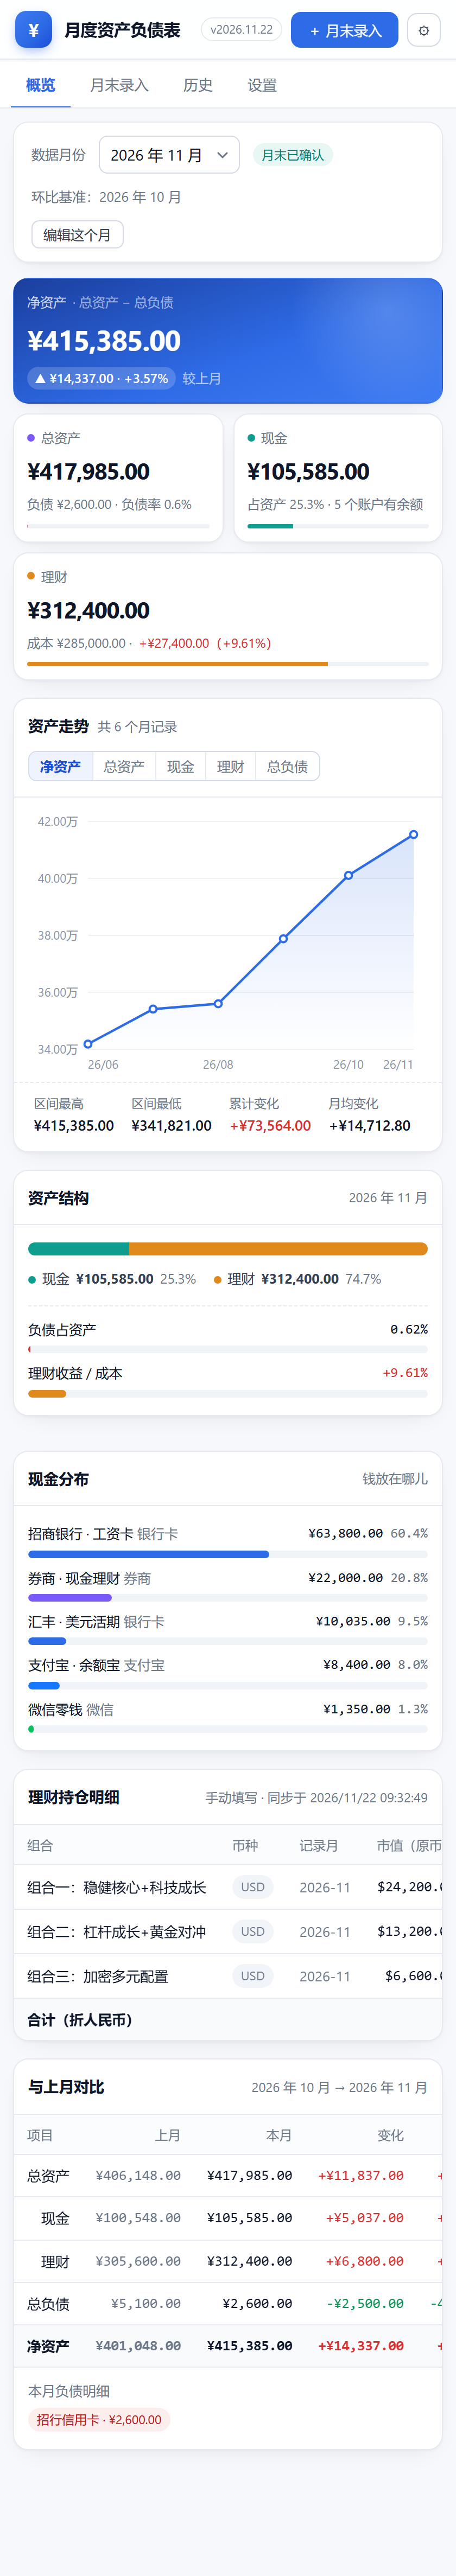 ¥ 月度资产负债表 v2026.11.22 + 月末录入
概览 月末录入 历史 设置
数据月份 2026 年 11 月 月末已确认
环比基准：2026 年 10 月
编辑这个月
净资产 · 总资产 − 总负债
¥415,385.00
▲ ¥14,337.00 · +3.57% 较上月
总资产
¥417,985.00
负债 ¥2,600.00 · 负债率 0.6%
现金
¥105,585.00
占资产 25.3% · 5 个账户有余额
理财
¥312,400.00
成本 ¥285,000.00 · +¥27,400.00（+9.61%）
资产走势 共 6 个月记录
净资产 总资产 现金 理财 总负债
42.00万
40.00万
38.00万
36.00万
34.00万
26/06 26/08 26/10 26/11
区间最高 区间最低 累计变化 月均变化
¥415,385.00 ¥341,821.00 +¥73,564.00 +¥14,712.80
资产结构 2026 年 11 月
现金 ¥105,585.00 25.3% 理财 ¥312,400.00 74.7%
负债占资产 0.62%
理财收益 / 成本 +9.61%
现金分布 钱放在哪儿
招商银行 · 工资卡 银行卡 ¥63,800.00 60.4%
券商 · 现金理财 券商 ¥22,000.00 20.8%
汇丰 · 美元活期 银行卡 ¥10,035.00 9.5%
支付宝 · 余额宝 支付宝 ¥8,400.00 8.0%
微信零钱 微信 ¥1,350.00 1.3%
理财持仓明细 手动填写 · 同步于 2026/11/22 09:32:49
组合 币种 记录月 市值（原币
组合一：稳健核心+科技成长 USD 2026-11 $24,200.0
组合二：杠杆成长+黄金对冲 USD 2026-11 $13,200.0
组合三：加密多元配置 USD 2026-11 $6,600.0
合计（折人民币）
与上月对比 2026 年 10 月 → 2026 年 11 月
项目 上月 本月 变化
总资产 ¥406,148.00 ¥417,985.00 +¥11,837.00 +
现金 ¥100,548.00 ¥105,585.00 +¥5,037.00 +
理财 ¥305,600.00 ¥312,400.00 +¥6,800.00 +
总负债 ¥5,100.00 ¥2,600.00 -¥2,500.00 -4
净资产 ¥401,048.00 ¥415,385.00 +¥14,337.00 +
本月负债明细
招行信用卡 · ¥2,600.00